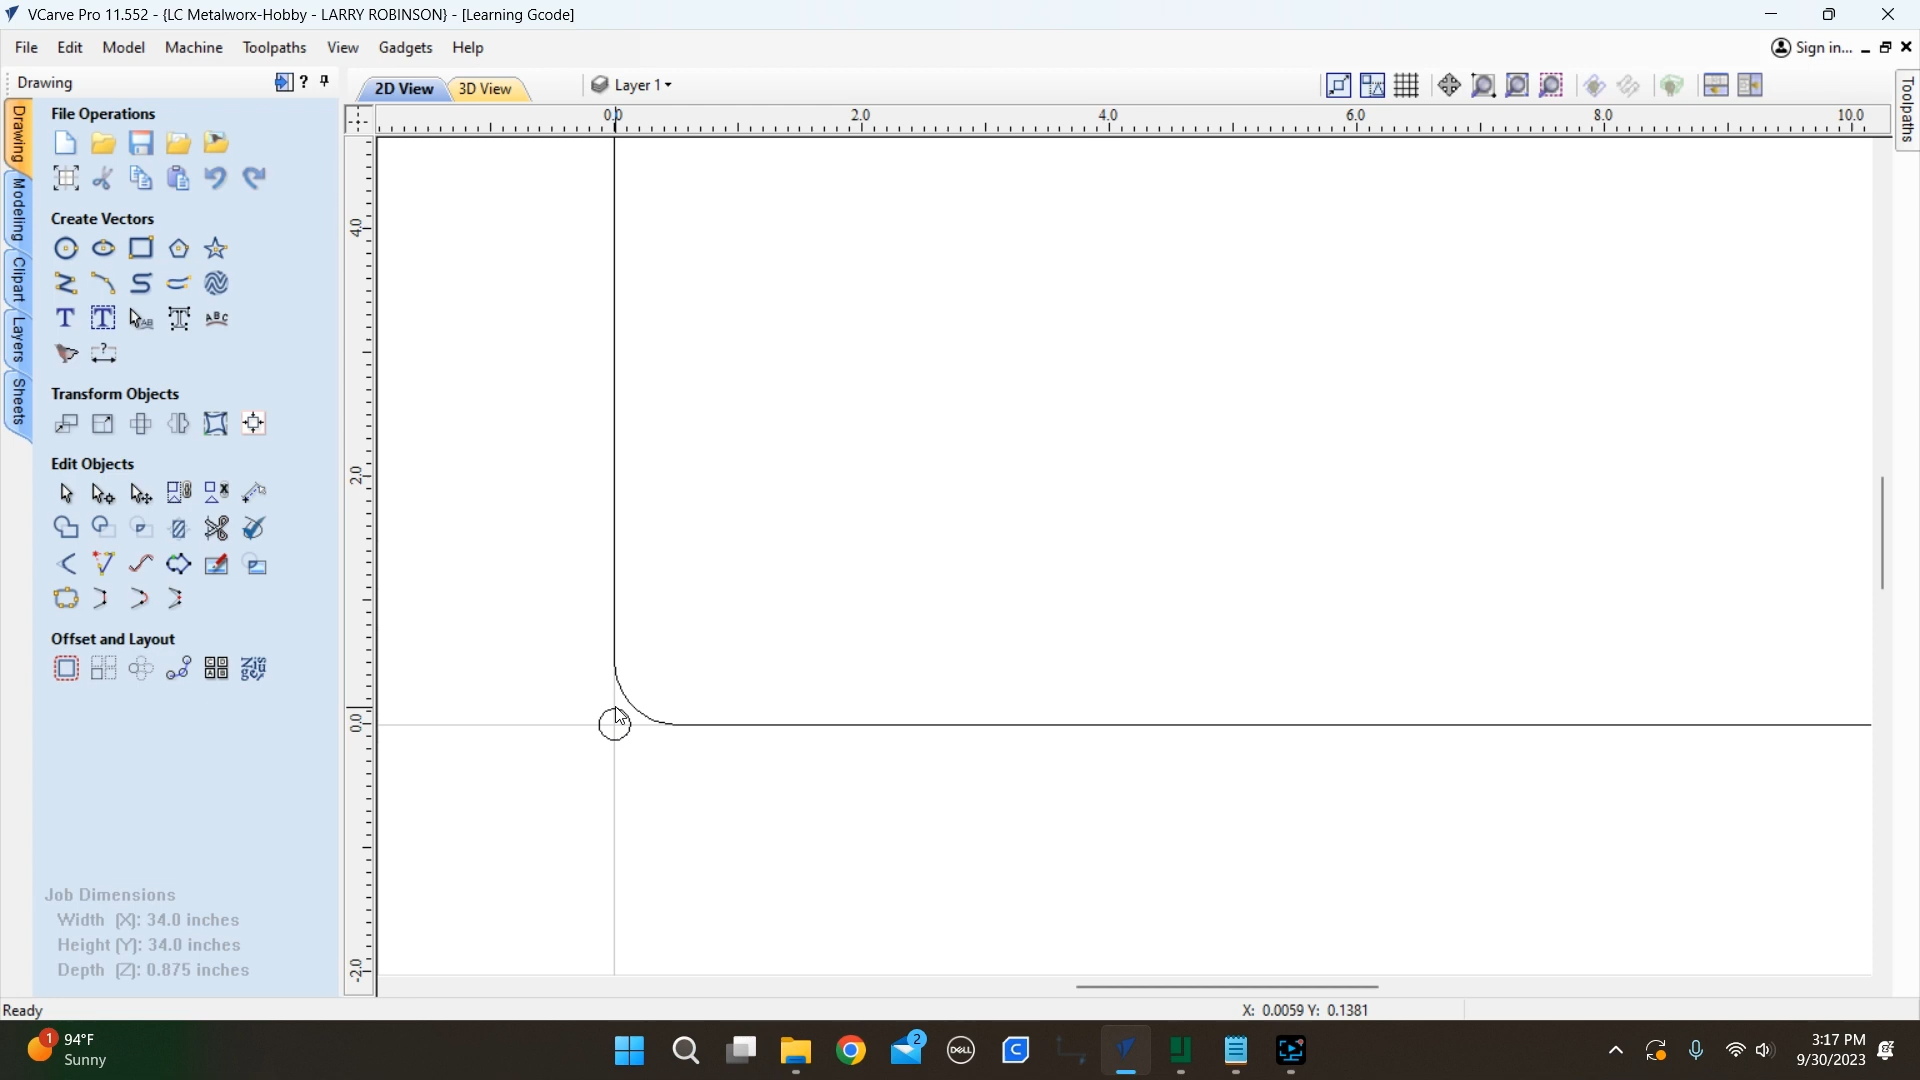 VCarve Pro 11.552 - {LC Metalworx-Hobby - LARRY ROBINSON} - [Learning Gcode]
File Edit Model Machine Toolpaths View Gadgets Help
Sign in...
Drawing
?
2D View 3D View
Layer 1
Toolpaths
Drawing
Modeling
Clipart
Layers
Sheets
File Operations
Create Vectors
Transform Objects
Edit Objects
Offset and Layout
0.0 2.0 4.0 6.0 8.0 10.0
4.0
2.0
0.0
-2.0
Job Dimensions
Width (X): 34.0 inches
Height (Y): 34.0 inches
Depth (Z): 0.875 inches
Ready
X: 0.0059 Y: 0.1381
1
94°F
Sunny
2
DELL
3:17 PM
9/30/2023